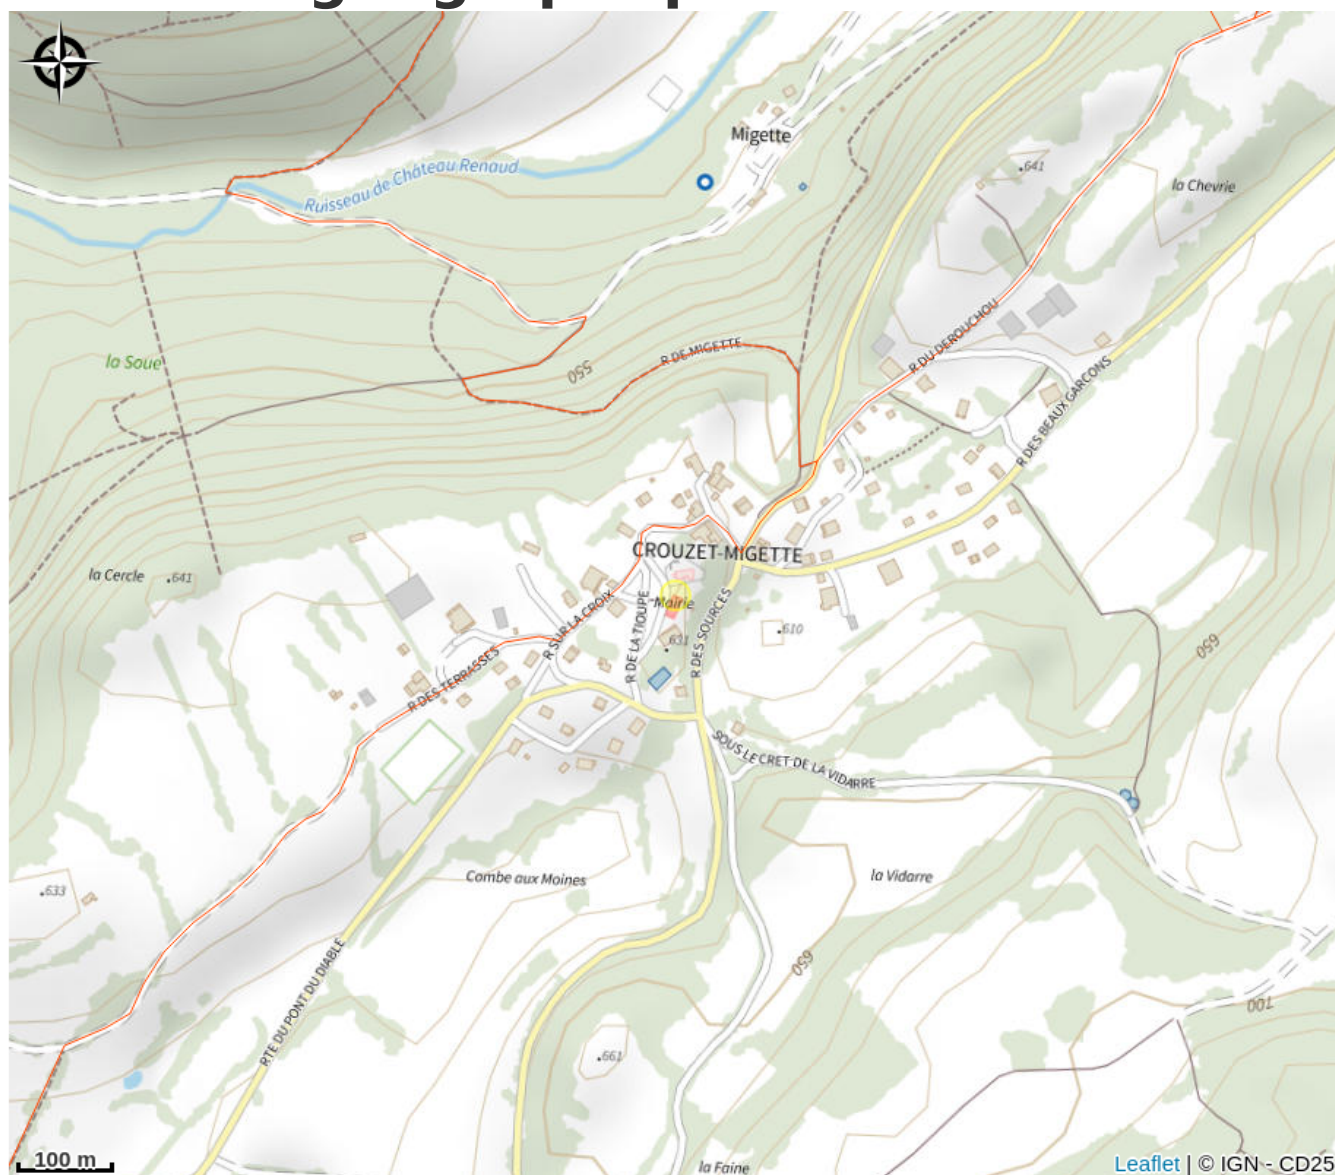 Migette
641
la Chevrie
Ruisseau de Château Renaud
R DU DEROUCHOU
la Soue
R DE MIGETTE
550
R DES BEAUX GARCONS
CROUZET-MIGETTE
la Cercle
641
Mairie
R SUR LA CROIX
R DE LA TIOUPE
R DES SOURCES
610
631
650
R DES TERRASSES
SOUS LE CRET DE LA VIDARRE
Combe aux Moines
la Vidarre
633
650
RTE DU PONT DU DIABLE
700
661
100 m
la Faine
Leaflet | © IGN - CD25